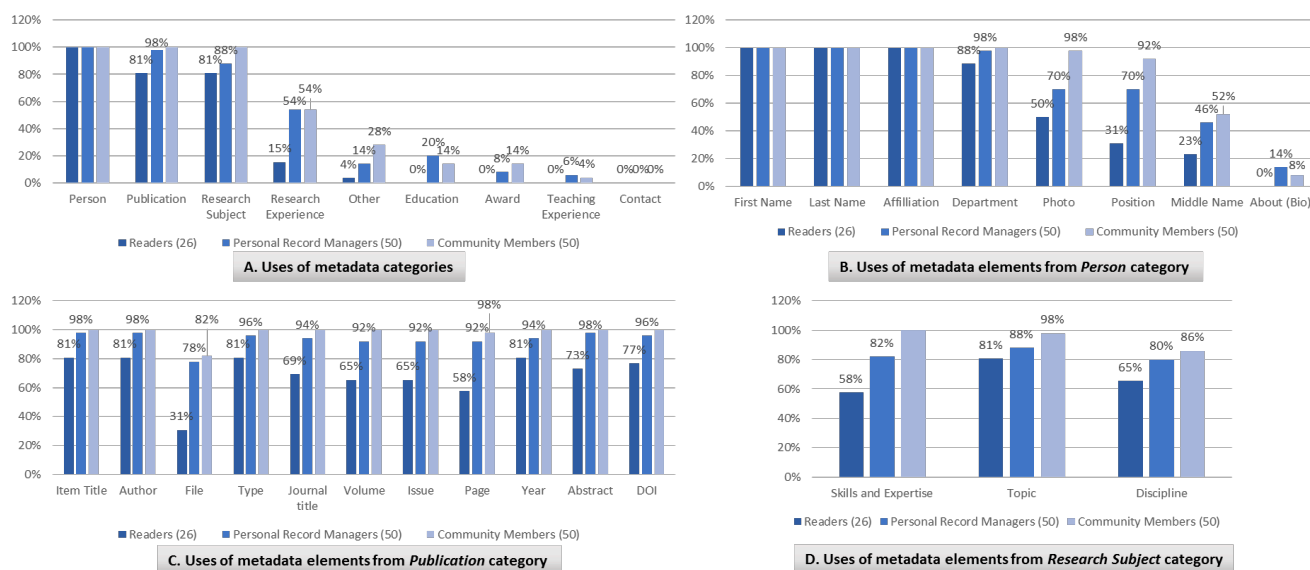 120%
100%
80%
60%
40%
20%
0%
81%
98%
81%
88%
15%
54%
54%
4%
14%
28%
0%
20%
14%
0%
8%
14%
0%
6%
4%
0%
0%
0%
Person
Publication
Research
Subject
Research
Experience
Other
Education
Award
Teaching
Experience
Contact
Readers (26)
Personal Record Managers (50)
Community Members (50)
A. Uses of metadata categories
120%
100%
80%
60%
40%
20%
0%
88%
98%
50%
70%
98%
31%
70%
92%
23%
46%
52%
0%
14%
8%
First Name
Last Name
Affilliation
Department
Photo
Position
Middle Name
About (Bio)
Readers (26)
Personal Record Managers (50)
Community Members (50)
B. Uses of metadata elements from Person category
120%
100%
80%
60%
40%
20%
0%
81%
98%
81%
98%
31%
78%
82%
81%
96%
69%
94%
65%
92%
65%
92%
58%
92%
98%
81%
94%
73%
98%
77%
96%
Item Title
Author
File
Type
Journal
title
Volume
Issue
Page
Year
Abstract
DOI
Readers (26)
Personal Record Managers (50)
Community Members (50)
C. Uses of metadata elements from Publication category
120%
100%
80%
60%
40%
20%
0%
58%
82%
81%
88%
98%
65%
80%
86%
Skills and Expertise
Topic
Discipline
Readers (26)
Personal Record Managers (50)
Community Members (50)
D. Uses of metadata elements from Research Subject category